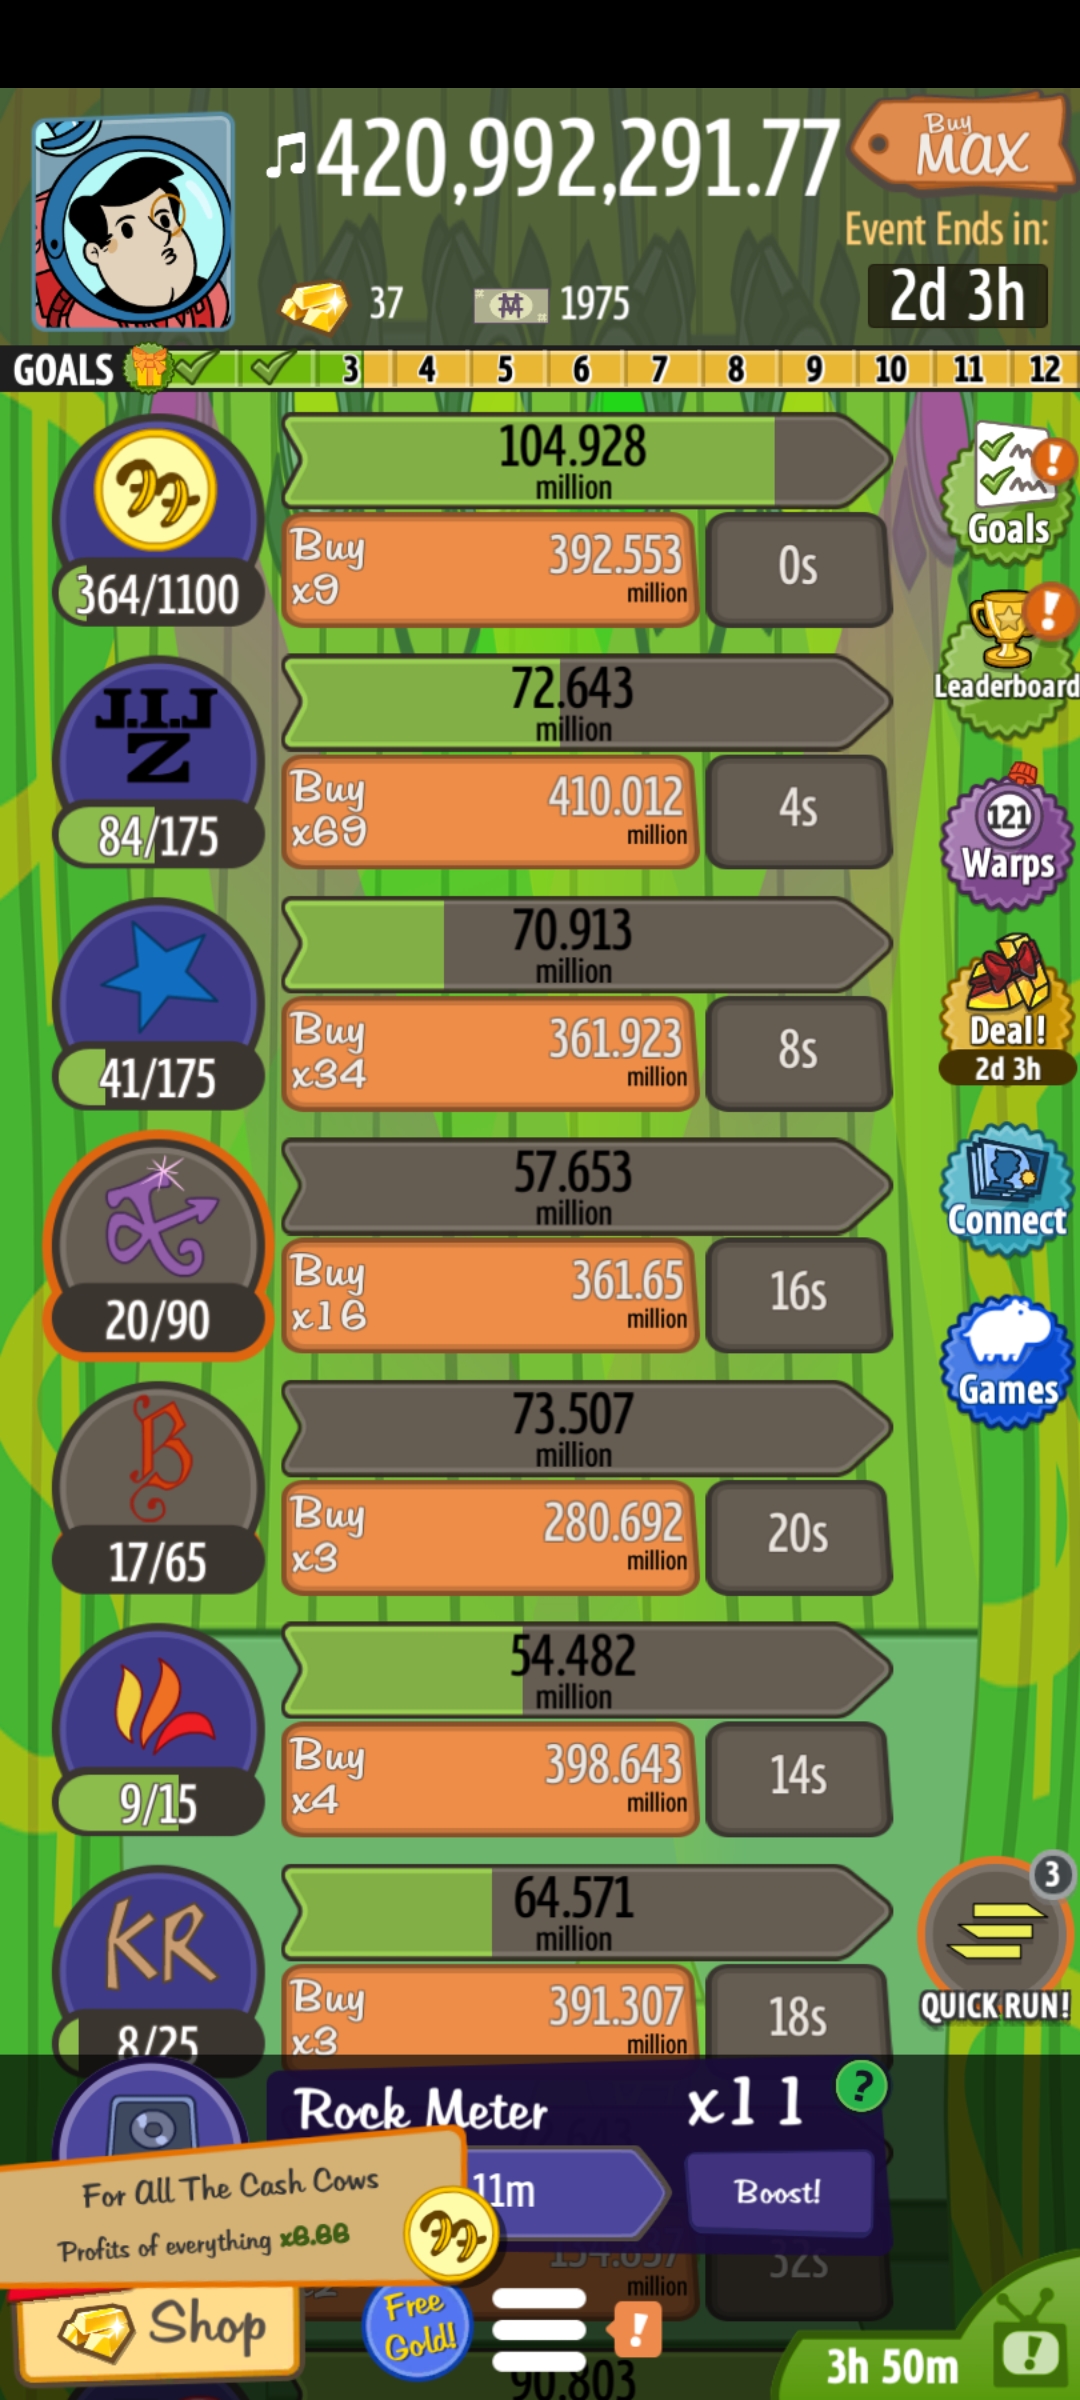 420,992,291.77
Buy
MAX
Event Ends in:
2d 3h
37
1975
GOALS 3 4 5 6 7 8 9 10 11 12
104.928
million
364/1100
Buy
x9
392.553
million
0s
Goals
J.I.J
Z
72.643
million
84/175
Buy
x69
410.012
million
4s
Leaderboard
121
Warps
70.913
million
41/175
Buy
x34
361.923
million
8s
Deal!
2d 3h
57.653
million
20/90
Buy
x16
361.65
million
16s
Connect
B
73.507
million
17/65
Buy
x3
280.692
million
20s
Games
54.482
million
9/15
Buy
x4
398.643
million
14s
KR
64.571
million
8/25
Buy
x3
391.307
million
18s
3
QUICK RUN!
Rock Meter
x11
?
11m
Boost!
For All The Cash Cows
Profits of everything x6.66
million
32s
Shop
Free
Gold!
!
90.803
3h 50m